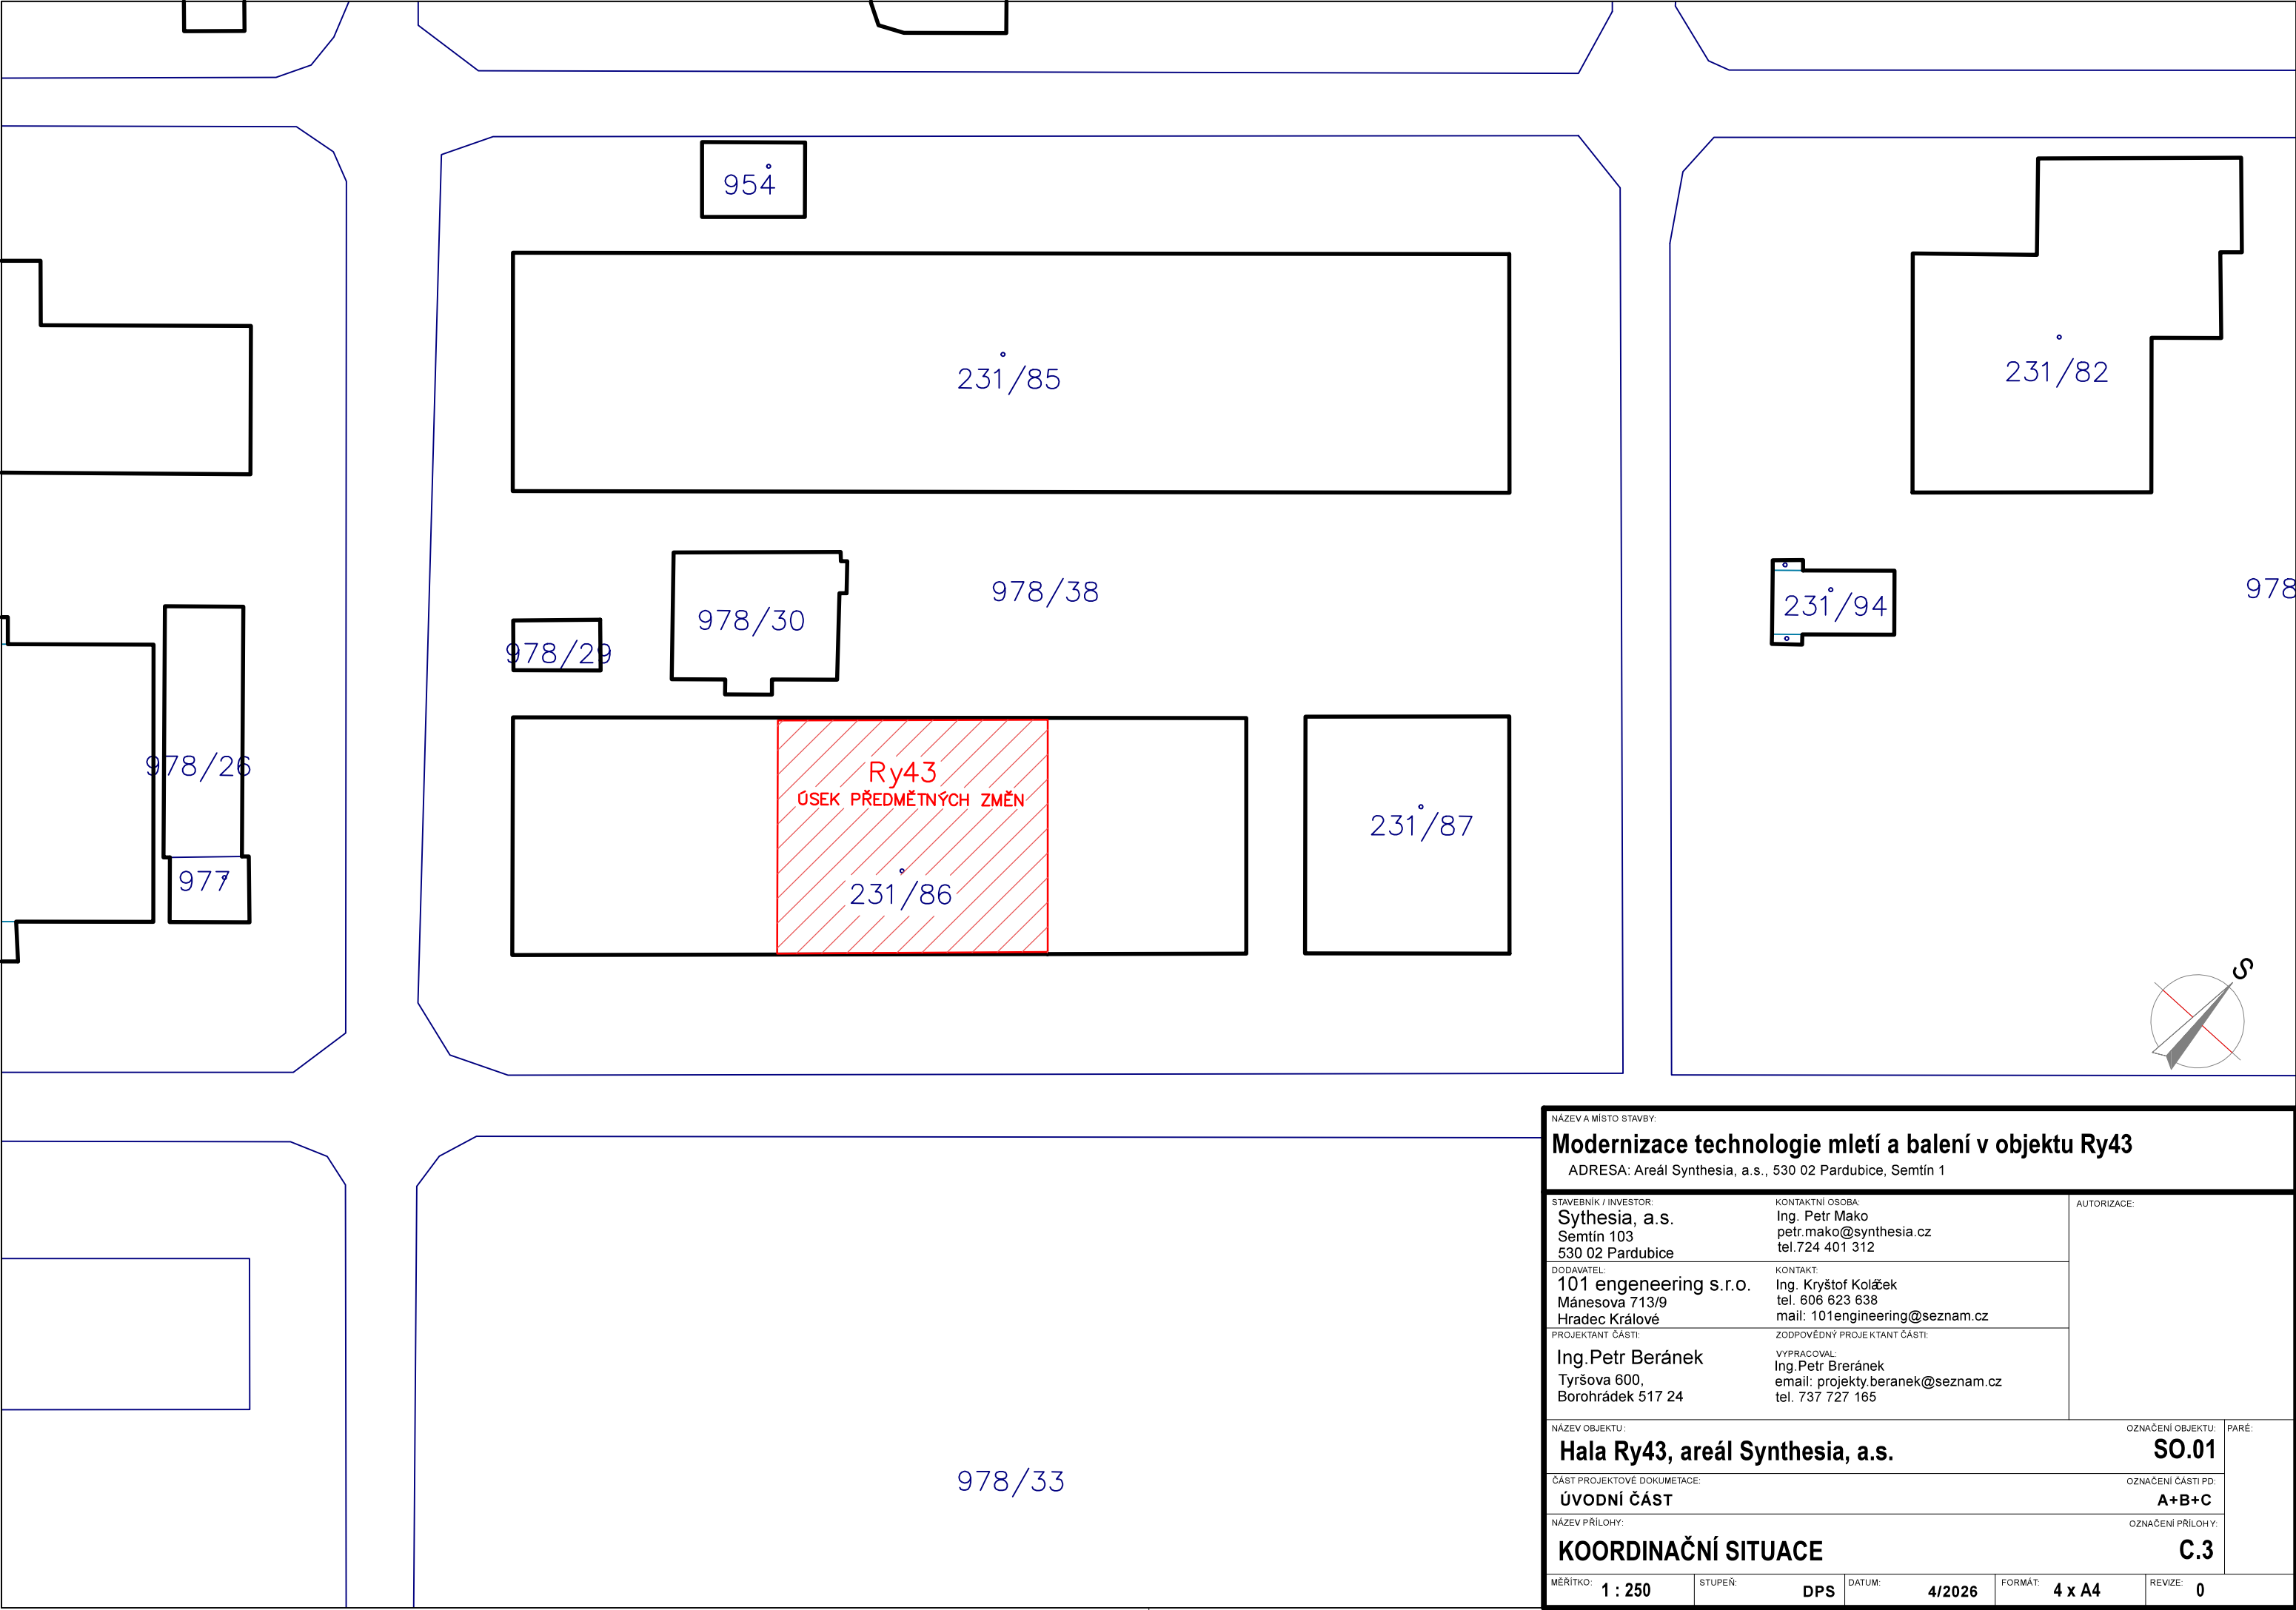 954
231/85
231/82
978/38
978
978/30
231/94
978/29
978/26
Ry43
ÚSEK PŘEDMĚTNÝCH ZMĚN
231/87
977
231/86
S
978/33
NÁZEV A MÍSTO STAVBY:
Modernizace technologie mletí a balení v objektu Ry43
ADRESA: Areál Synthesia, a.s., 530 02 Pardubice, Semtín 1
STAVEBNÍK / INVESTOR:
Sythesia, a.s.
Semtín 103
530 02 Pardubice
KONTAKTNÍ OSOBA:
Ing. Petr Mako
petr.mako@synthesia.cz
tel.724 401 312
AUTORIZACE:
DODAVATEL:
101 engeneering s.r.o.
Mánesova 713/9
Hradec Králové
KONTAKT:
Ing. Kryštof Koláček
tel. 606 623 638
mail: 101engineering@seznam.cz
PROJEKTANT ČÁSTI:
Ing.Petr Beránek
Tyršova 600,
Borohrádek 517 24
ZODPOVĚDNÝ PROJEKTANT ČÁSTI:
VYPRACOVAL:
Ing.Petr Breránek
email: projekty.beranek@seznam.cz
tel. 737 727 165
NÁZEV OBJEKTU:
Hala Ry43, areál Synthesia, a.s.
OZNAČENÍ OBJEKTU:
SO.01
PARÉ:
ČÁST PROJEKTOVÉ DOKUMETACE:
ÚVODNÍ ČÁST
OZNAČENÍ ČÁSTI PD:
A+B+C
NÁZEV PŘÍLOHY:
KOORDINAČNÍ SITUACE
OZNAČENÍ PŘÍLOHY:
C.3
MĚŘÍTKO: 1 : 250
STUPEŇ: DPS
DATUM: 4/2026
FORMÁT: 4 x A4
REVIZE: 0